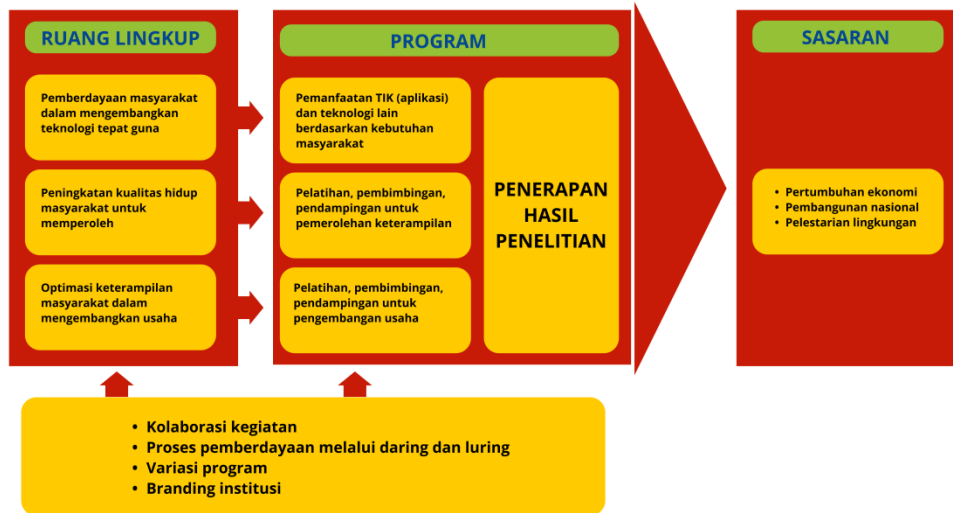 RUANG LINGKUP
Pemberdayaan masyarakat
dalam mengembangkan
teknologi tepat guna
Peningkatan kualitas hidup
masyarakat untuk
memperoleh
Optimasi keterampilan
masyarakat dalam
mengembangkan usaha
PROGRAM
Pemanfaatan TIK (aplikasi)
dan teknologi lain
berdasarkan kebutuhan
masyarakat
Pelatihan, pembimbingan,
pendampingan untuk
pemerolehan keterampilan
Pelatihan, pembimbingan,
pendampingan untuk
pengembangan usaha
PENERAPAN
HASIL
PENELITIAN
SASARAN
• Pertumbuhan ekonomi
• Pembangunan nasional
• Pelestarian lingkungan
• Kolaborasi kegiatan
• Proses pemberdayaan melalui daring dan luring
• Variasi program
• Branding institusi